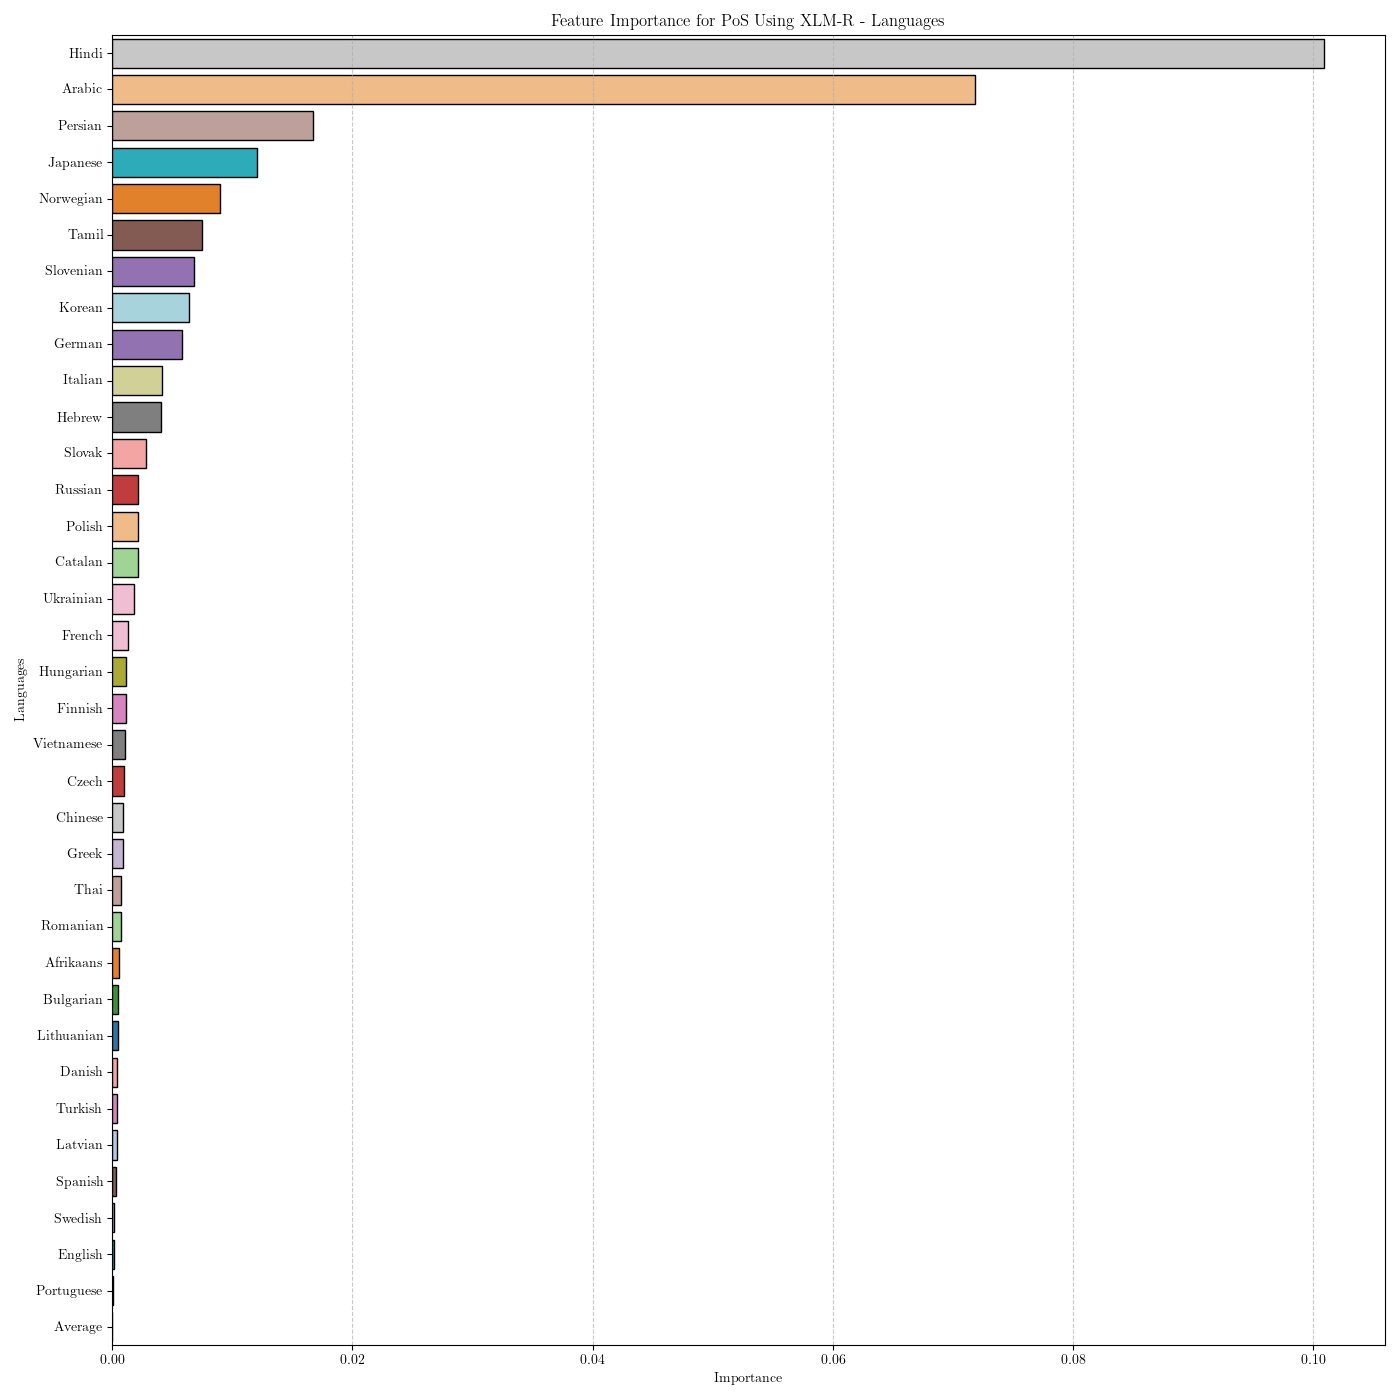 Feature Importance for PoS Using XLM-R - Languages
Hindi
Arabic
Persian
Japanese
Norwegian
Tamil
Slovenian
Korean
German
Italian
Hebrew
Slovak
Russian
Polish
Catalan
Ukrainian
French
Hungarian
Finnish
Vietnamese
Czech
Chinese
Greek
Thai
Romanian
Afrikaans
Bulgarian
Lithuanian
Danish
Turkish
Latvian
Spanish
Swedish
English
Portuguese
Average
Languages
0.00 0.02 0.04 0.06 0.08 0.10
Importance